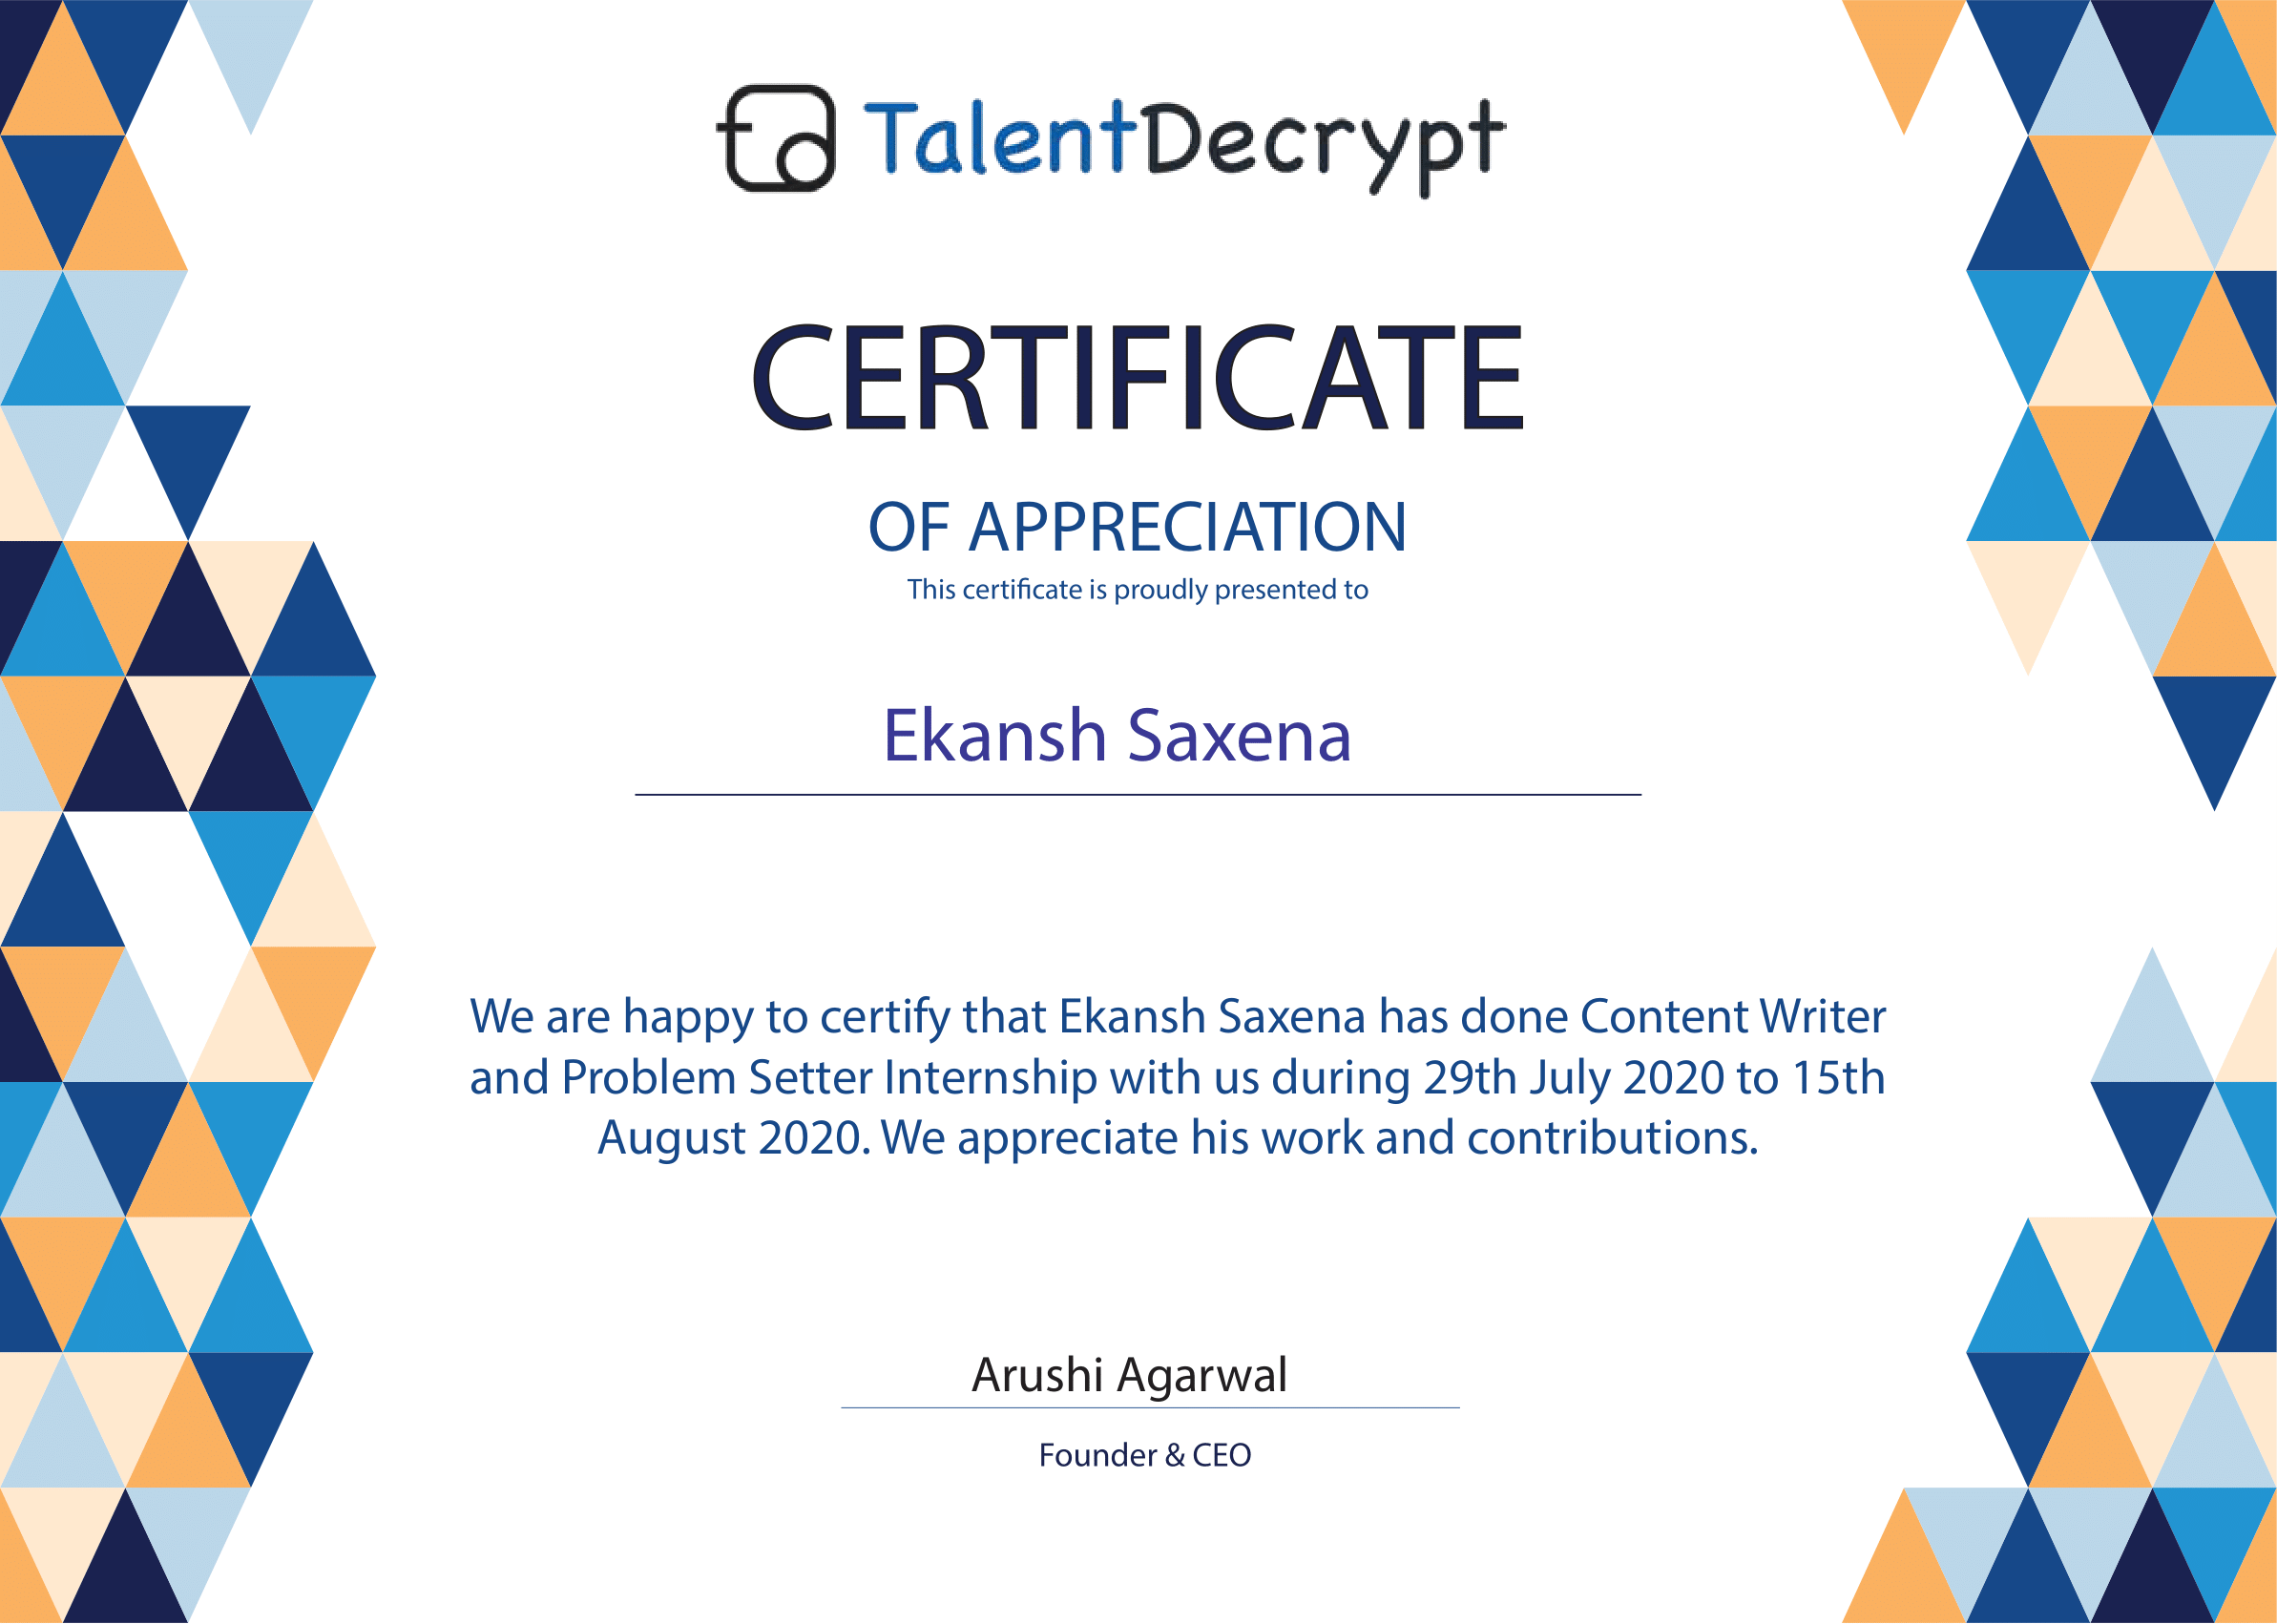 td TalentDecrypt
CERTIFICATE
OF APPRECIATION
This certificate is proudly presented to
Ekansh Saxena
We are happy to certify that Ekansh Saxena has done Content Writer
and Problem Setter Internship with us during 29th July 2020 to 15th
August 2020. We appreciate his work and contributions.
Arushi Agarwal
Founder & CEO